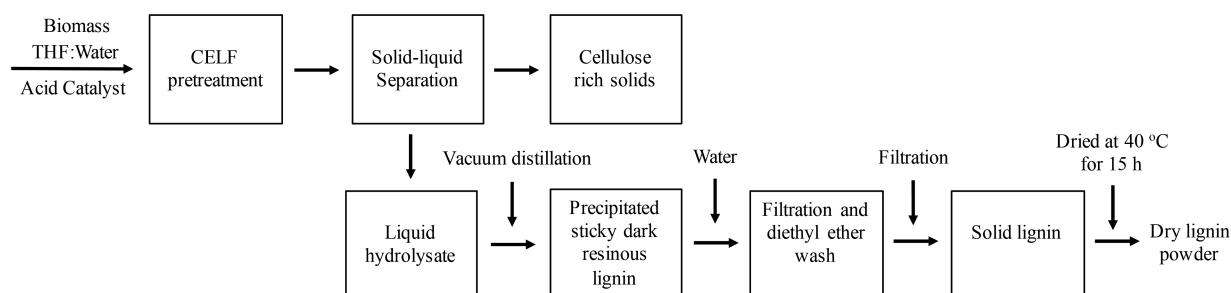 Biomass
THF:Water
Acid Catalyst
CELF
pretreatment
Solid-liquid
Separation
Cellulose
rich solids
Vacuum distillation
Water
Filtration
Dried at 40 °C
for 15 h
Liquid
hydrolysate
Precipitated
sticky dark
resinous
lignin
Filtration and
diethyl ether
wash
Solid lignin
Dry lignin
powder